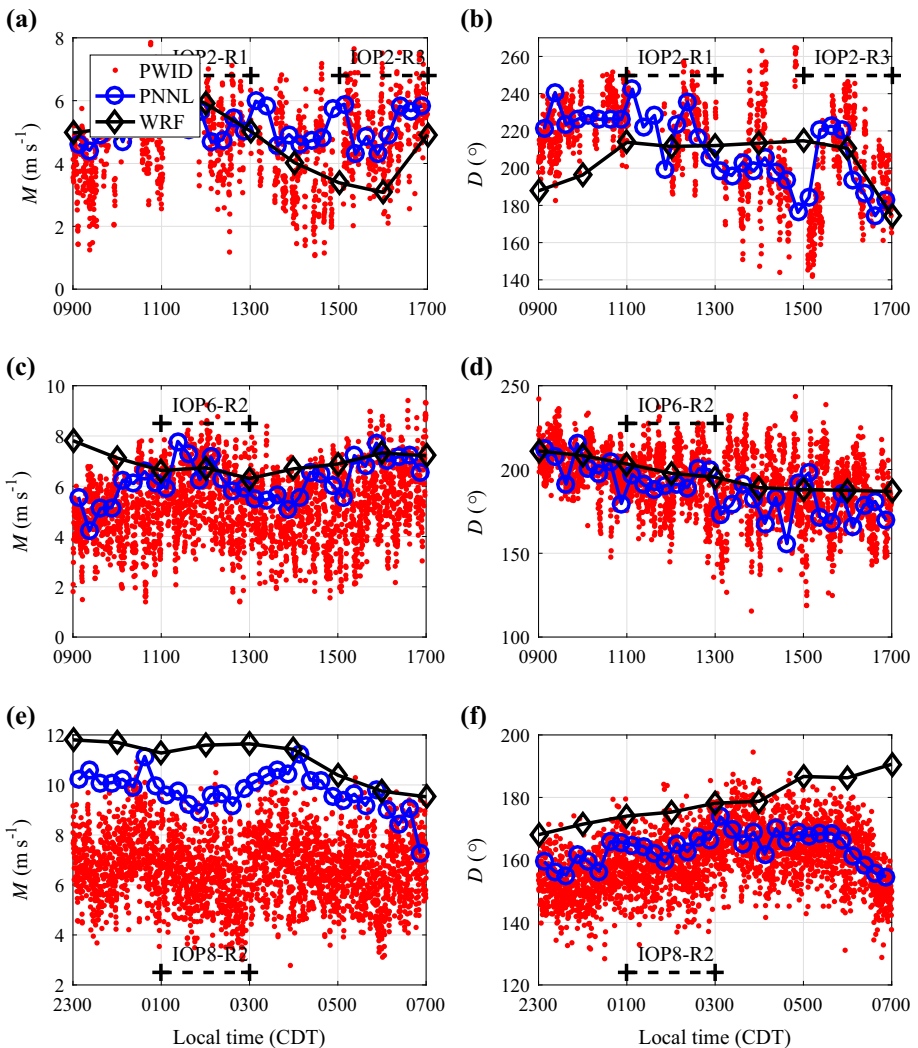 (a)
(b)
8
6
4
2
0
M (m s-1)
IOP2-R1
IOP2-R3
PWID
PNNL
WRF
0900
1100
1300
1500
1700
260
240
220
200
180
160
140
D (°)
IOP2-R1
IOP2-R3
0900
1100
1300
1500
1700
(c)
(d)
10
8
6
4
2
0
M (m s-1)
IOP6-R2
0900
1100
1300
1500
1700
250
200
150
100
D (°)
IOP6-R2
0900
1100
1300
1500
1700
(e)
(f)
12
10
8
6
4
2
M (m s-1)
IOP8-R2
2300
0100
0300
0500
0700
Local time (CDT)
200
180
160
140
120
D (°)
IOP8-R2
2300
0100
0300
0500
0700
Local time (CDT)